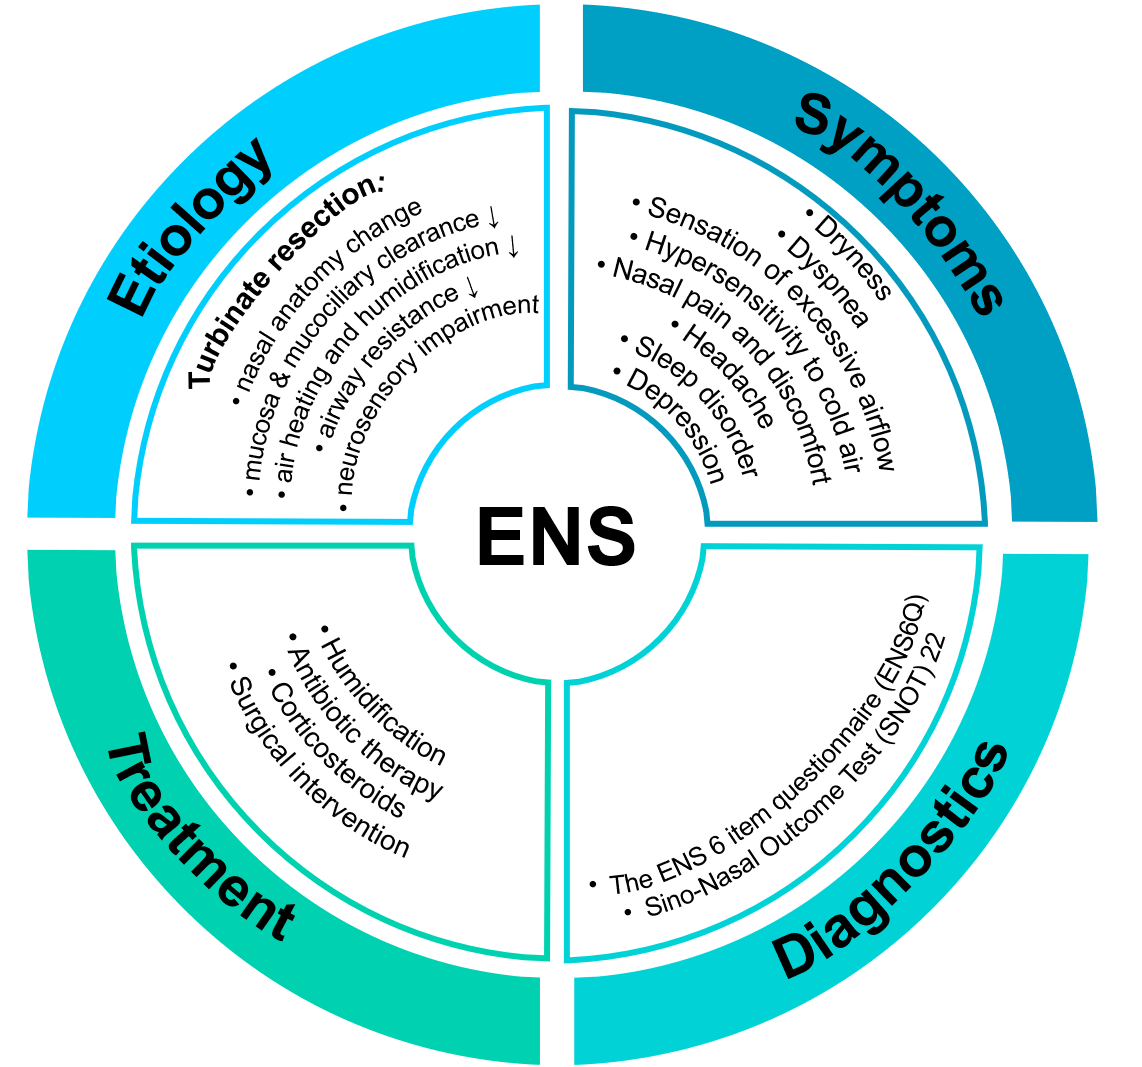 Etiology
Turbinate resection:
• nasal anatomy change
• mucosa & mucociliary clearance ↓
• air heating and humidification ↓
• airway resistance ↓
• neurosensory impairment
Symptoms
• Dryness
• Dyspnea
• Sensation of excessive airflow
• Hypersensitivity to cold air
• Nasal pain and discomfort
• Headache
• Sleep disorder
• Depression
ENS
Treatment
• Humidification
• Antibiotic therapy
• Corticosteroids
• Surgical intervention
Diagnostics
• The ENS 6 item questionnaire (ENS6Q)
• Sino-Nasal Outcome Test (SNOT) 22